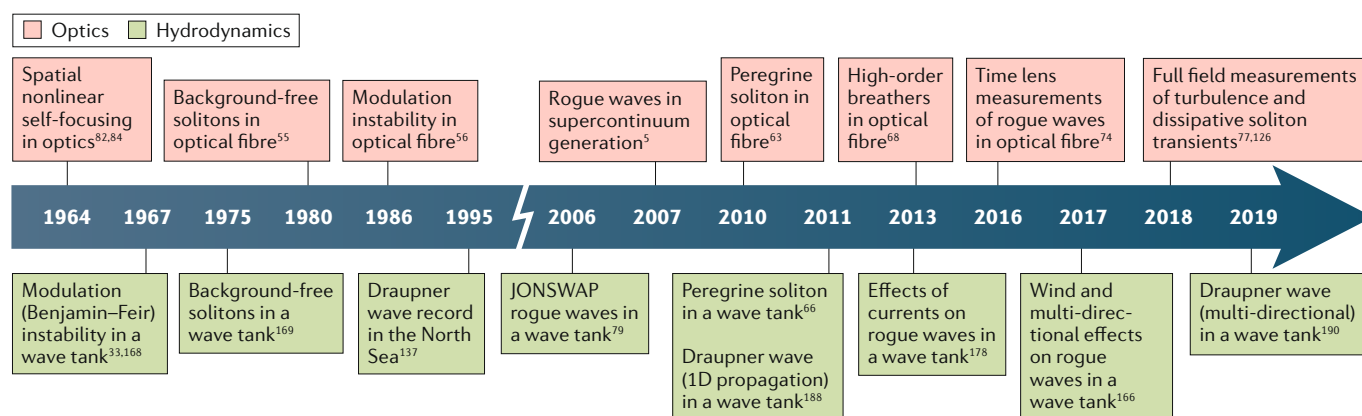 Optics
Hydrodynamics
Spatial
nonlinear
self-focusing
in optics82,84
Background-free
solitons in
optical fibre55
Modulation
instability in
optical fibre56
Rogue waves in
supercontinuum
generation5
Peregrine
soliton in
optical
fibre63
High-order
breathers
in optical
fibre68
Time lens
measurements
of rogue waves
in optical fibre74
Full field measurements
of turbulence and
dissipative soliton
transients77,126
1964 1967 1975 1980 1986 1995 2006 2007 2010 2011 2013 2016 2017 2018 2019
Modulation
(Benjamin–Feir)
instability in a
wave tank33,168
Background-free
solitons in a
wave tank169
Draupner
wave record
in the North
Sea137
JONSWAP
rogue waves in
a wave tank79
Peregrine soliton
in a wave tank66
Draupner wave
(1D propagation)
in a wave tank188
Effects of
currents on
rogue waves in
a wave tank178
Wind and
multi-direc-
tional effects
on rogue
waves in a
wave tank166
Draupner wave
(multi-directional)
in a wave tank190